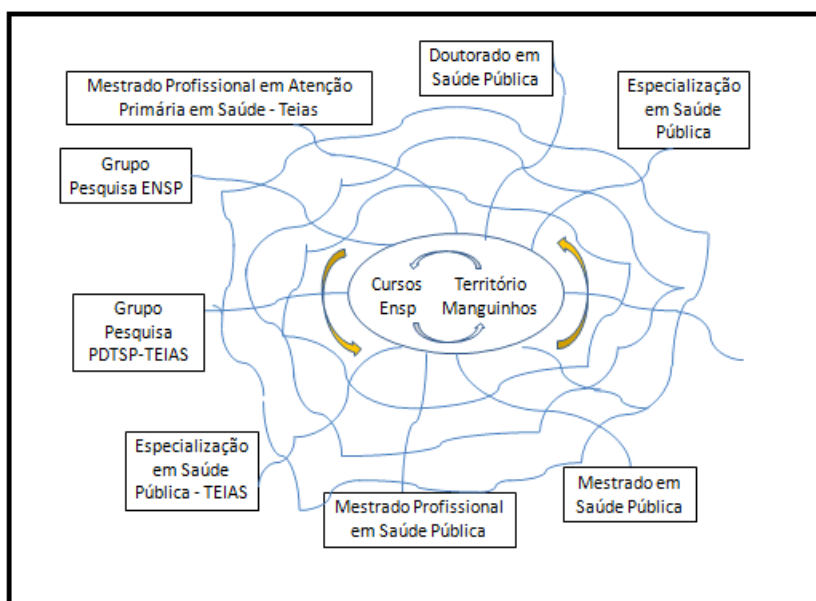 Doutorado em
Saúde Pública
Mestrado Profissional em Atenção
Primária em Saúde - Teias
Especialização
em Saúde
Pública
Grupo
Pesquisa ENSP
Cursos
Ensp
Território
Manguinhos
Grupo
Pesquisa
PDTSP-TEIAS
Especialização
em Saúde
Pública - TEIAS
Mestrado Profissional
em Saúde Pública
Mestrado em
Saúde Pública